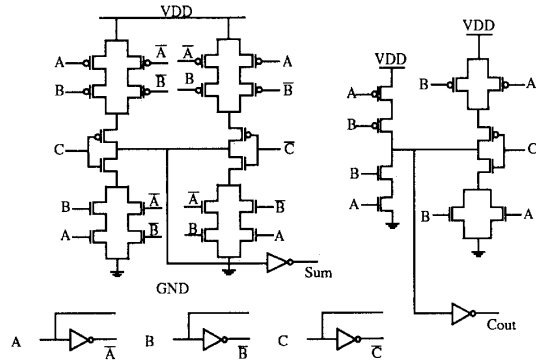 VDD
VDD
VDD
A A̅ A̅ A
B B̅ B B̅
A
B A
B
C C̅ C
B A̅ A̅ B̅
B
A B̅ B A
A
B A
Sum
GND
Cout
A A̅ B B̅ C C̅